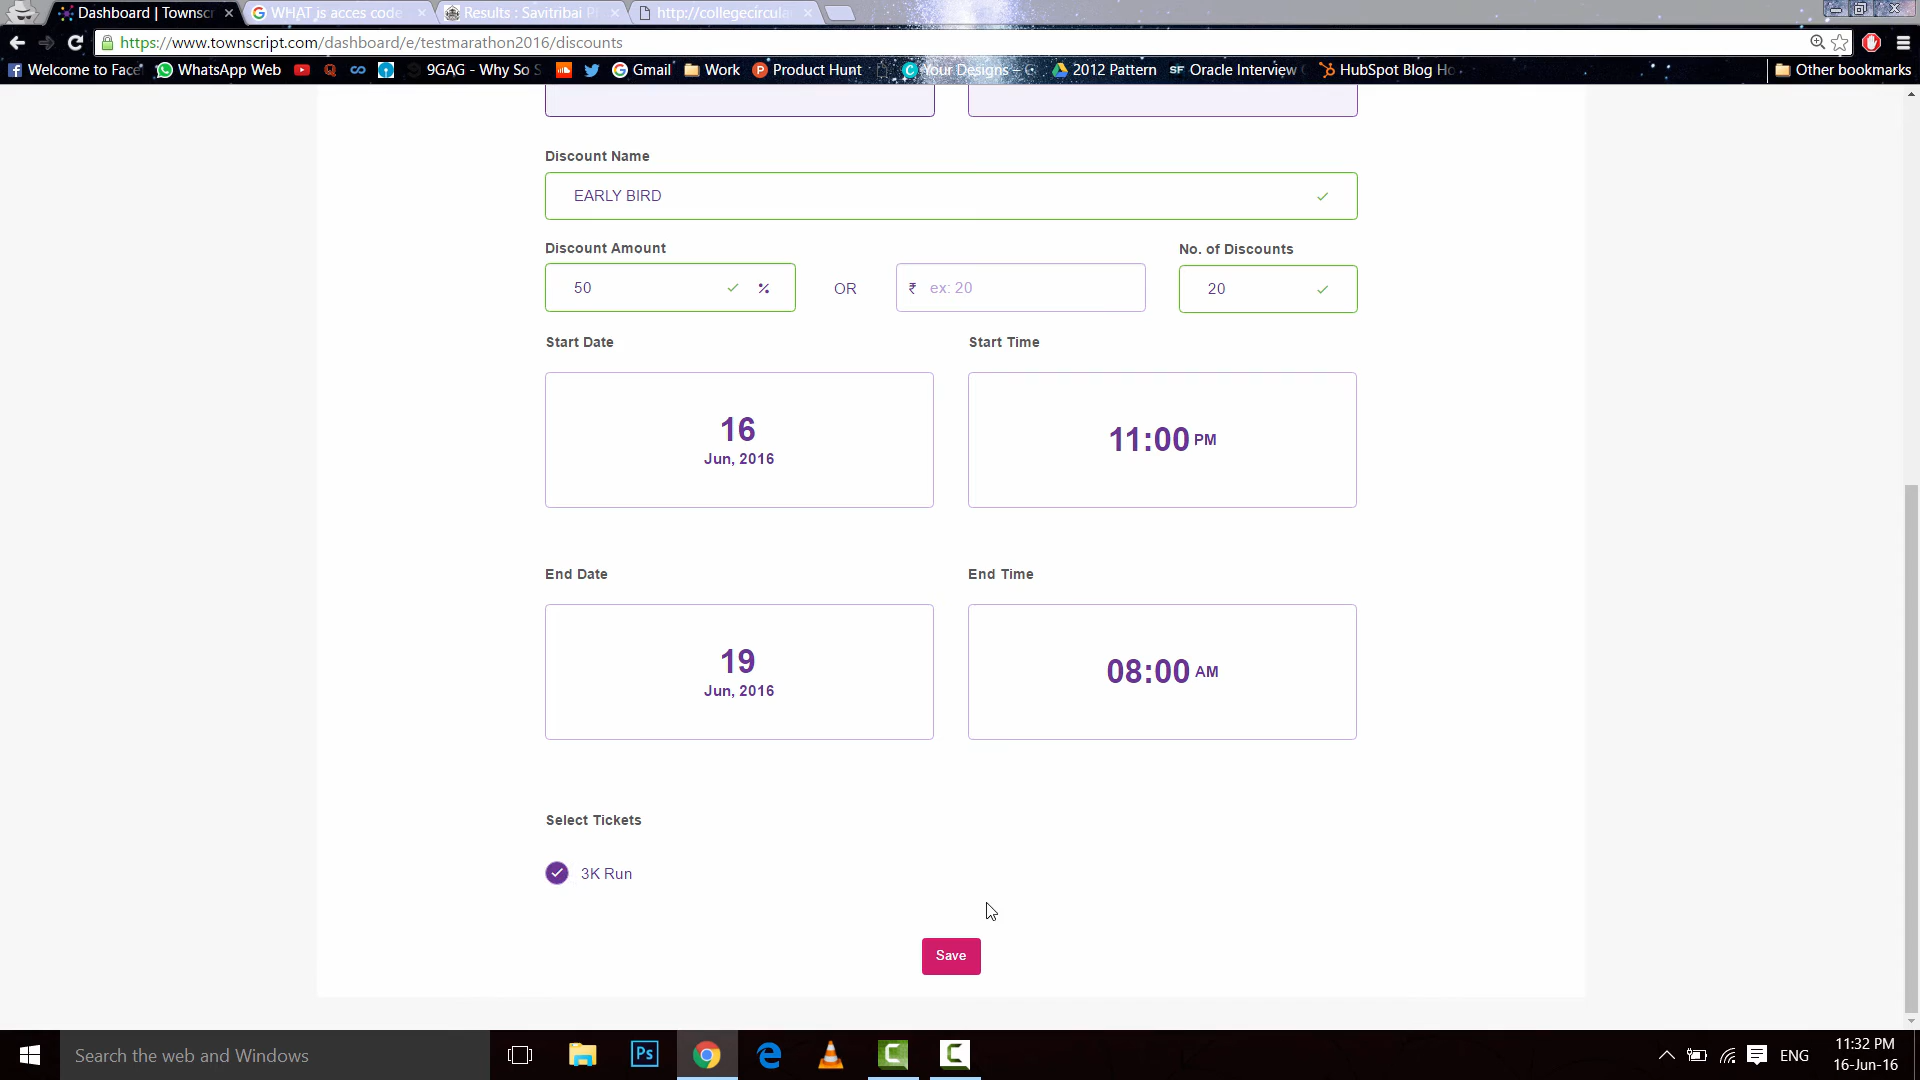 Dashboard | Townscr
WHAT is acces code
Results : Savitribai P
http://collegecircula
https://www.townscript.com/dashboard/e/testmarathon2016/discounts
Welcome to Face
WhatsApp Web
9GAG - Why So S
Gmail
Work
Product Hunt
Your Designs –
2012 Pattern
SF Oracle Interview
HubSpot Blog Ho
Other bookmarks
Discount Name
EARLY BIRD
Discount Amount
No. of Discounts
50 %
OR
₹ ex: 20
20
Start Date
Start Time
16
Jun, 2016
11:00 PM
End Date
End Time
19
Jun, 2016
08:00 AM
Select Tickets
3K Run
Save
Search the web and Windows
Ps
ENG
11:32 PM
16-Jun-16